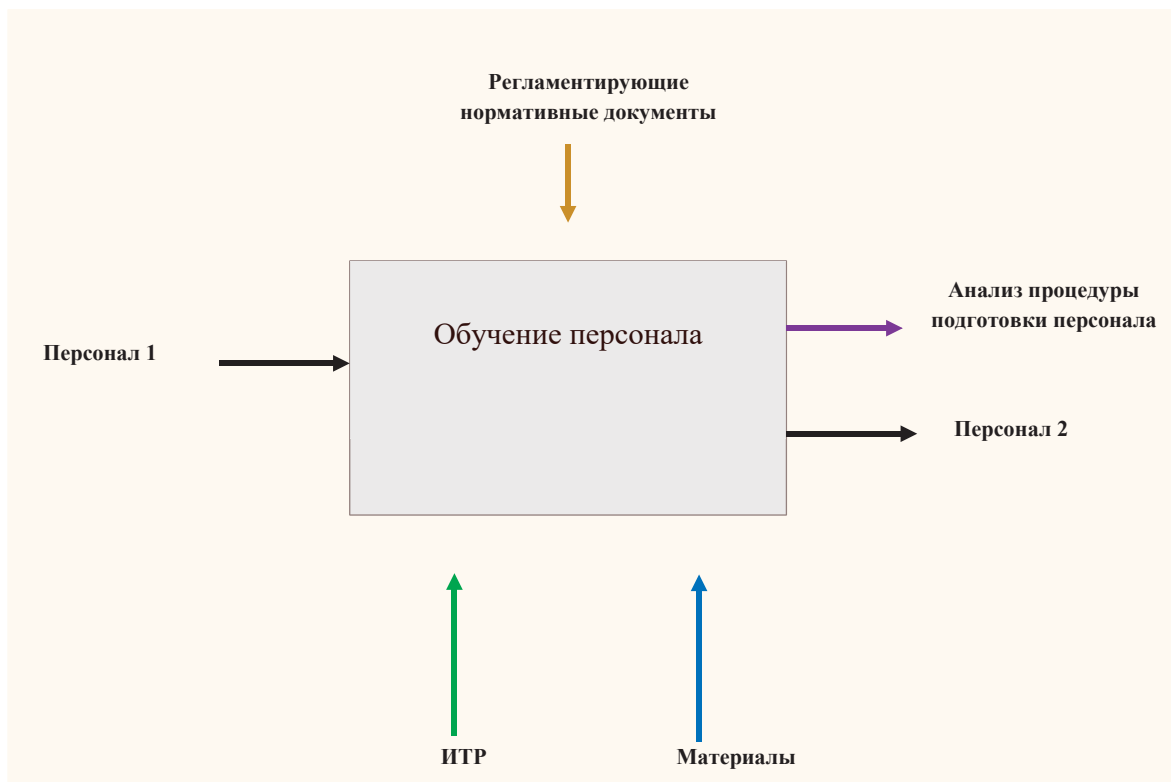 Регламентирующие
нормативные документы
Обучение персонала
Анализ процедуры
подготовки персонала
Персонал 1
Персонал 2
ИТР
Материалы